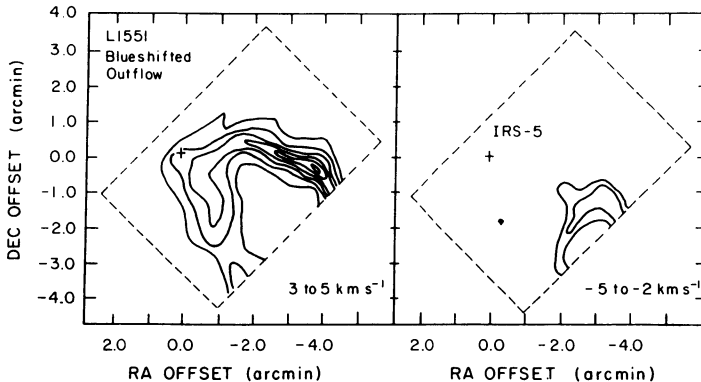 4.0
3.0
2.0
1.0
0.0
-1.0
-2.0
-3.0
-4.0
DEC OFFSET (arcmin)
L1551
Blueshifted
Outflow
3 to 5 km s⁻¹
2.0 0.0 -2.0 -4.0
RA OFFSET (arcmin)
IRS-5
-5 to -2 km s⁻¹
2.0 0.0 -2.0 -4.0
RA OFFSET (arcmin)